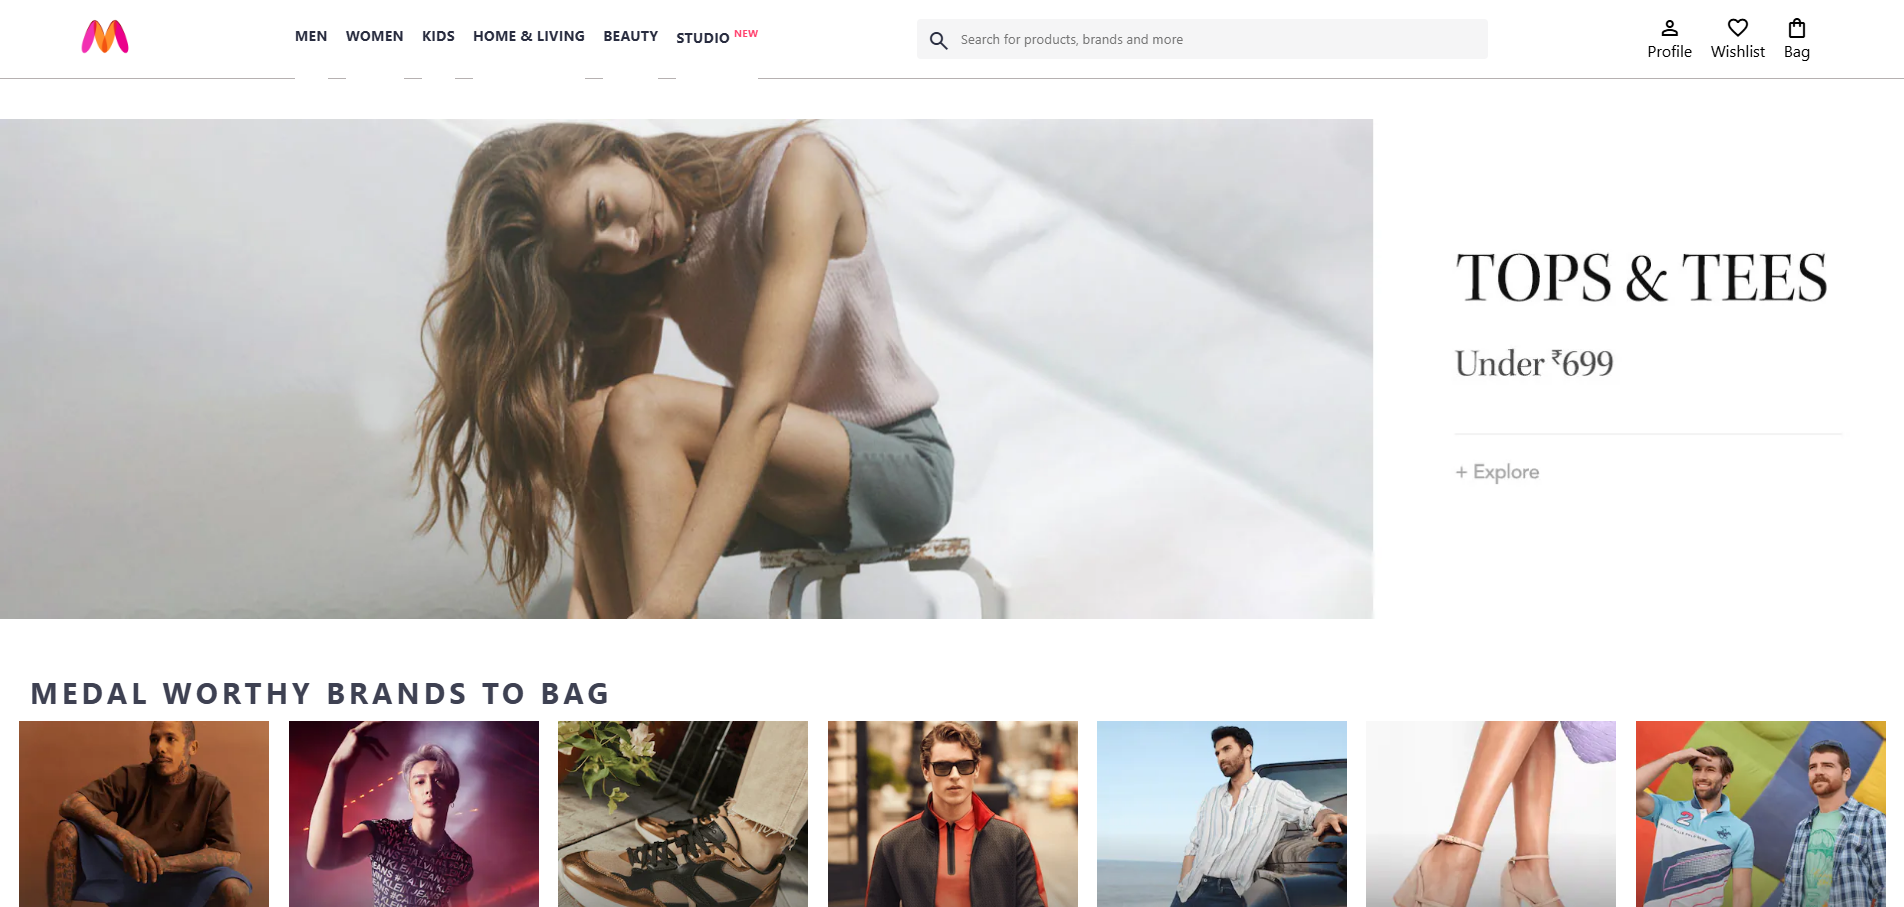 MEN WOMEN KIDS HOME & LIVING BEAUTY STUDIO NEW
Search for products, brands and more
Profile Wishlist Bag
TOPS & TEES
Under ₹699
+ Explore
MEDAL WORTHY BRANDS TO BAG